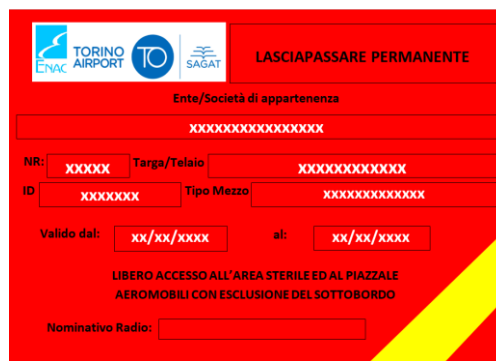 ENAC
TORINO
AIRPORT
TO
SAGAT
LASCIAPASSARE PERMANENTE
Ente/Società di appartenenza
xxxxxxxxxxxxxxxx
NR: xxxxx Targa/Telaio xxxxxxxxxxxx
ID xxxxxxx Tipo Mezzo xxxxxxxxxxxxx
Valido dal: xx/xx/xxxx al: xx/xx/xxxx
LIBERO ACCESSO ALL'AREA STERILE ED AL PIAZZALE
AEROMOBILI CON ESCLUSIONE DEL SOTTOBORDO
Nominativo Radio: